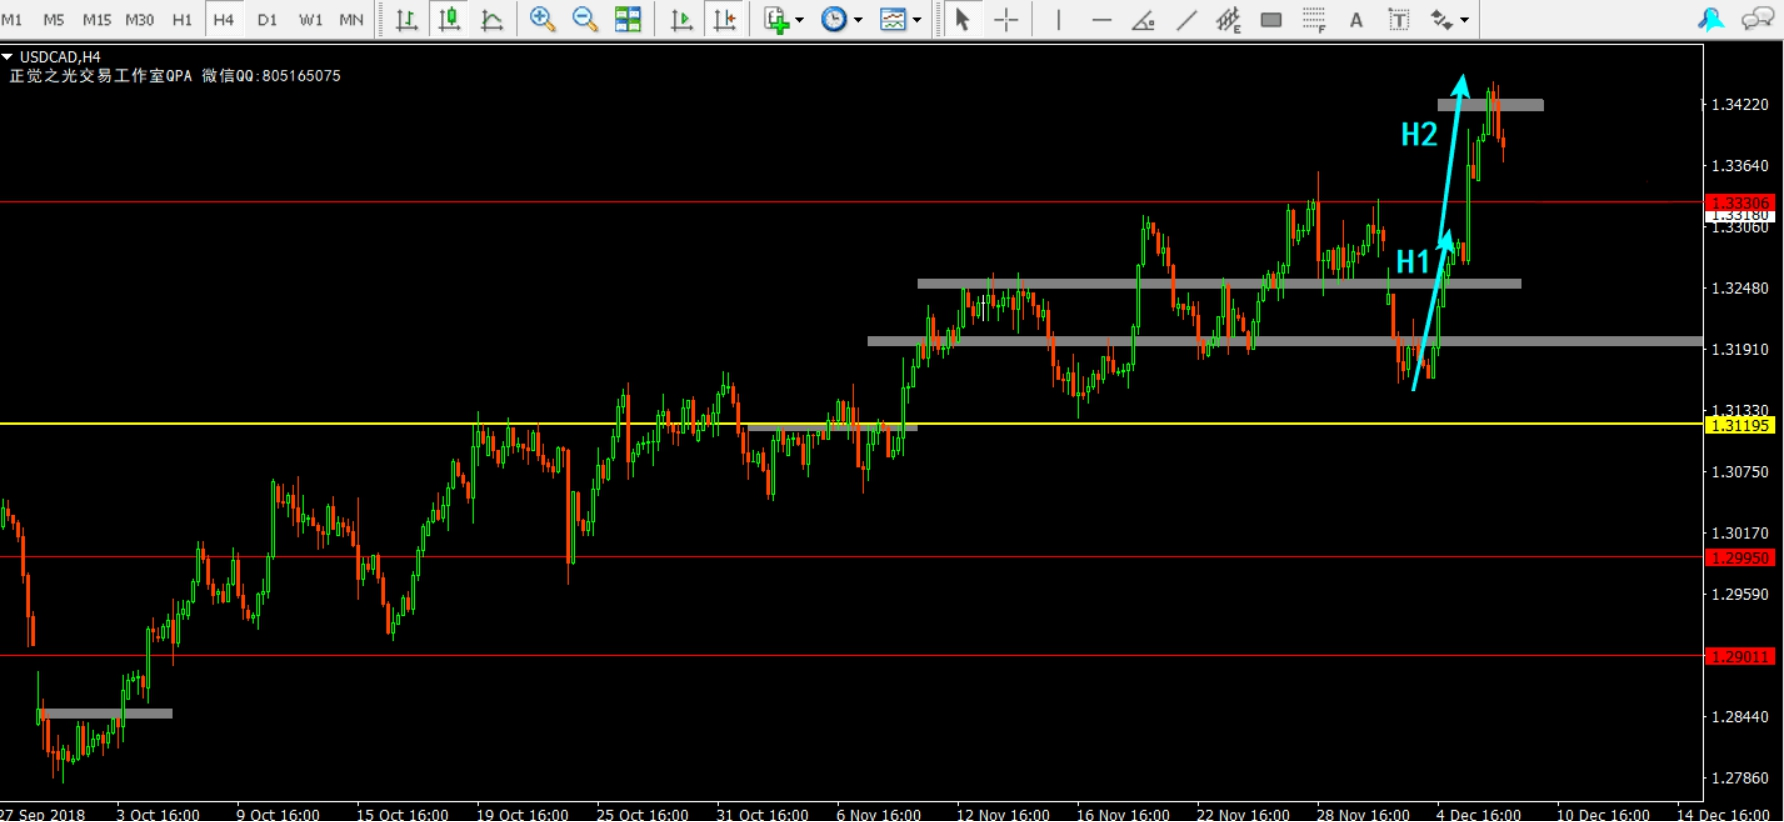 M1 M5 M15 M30 H1 H4 D1 W1 MN
E F A T
USDCAD,H4
正觉之光交易工作室QPA 微信QQ:805165075
1.34220
H2
1.33640
1.33306
1.33180
1.33060
H1
1.32480
1.31910
1.31330
1.31195
1.30750
1.30170
1.29950
1.29590
1.29011
1.28440
1.27860
27 Sep 2018 3 Oct 16:00 9 Oct 16:00 15 Oct 16:00 19 Oct 16:00 25 Oct 16:00 31 Oct 16:00 6 Nov 16:00 12 Nov 16:00 16 Nov 16:00 22 Nov 16:00 28 Nov 16:00 4 Dec 16:00 10 Dec 16:00 14 Dec 16:00